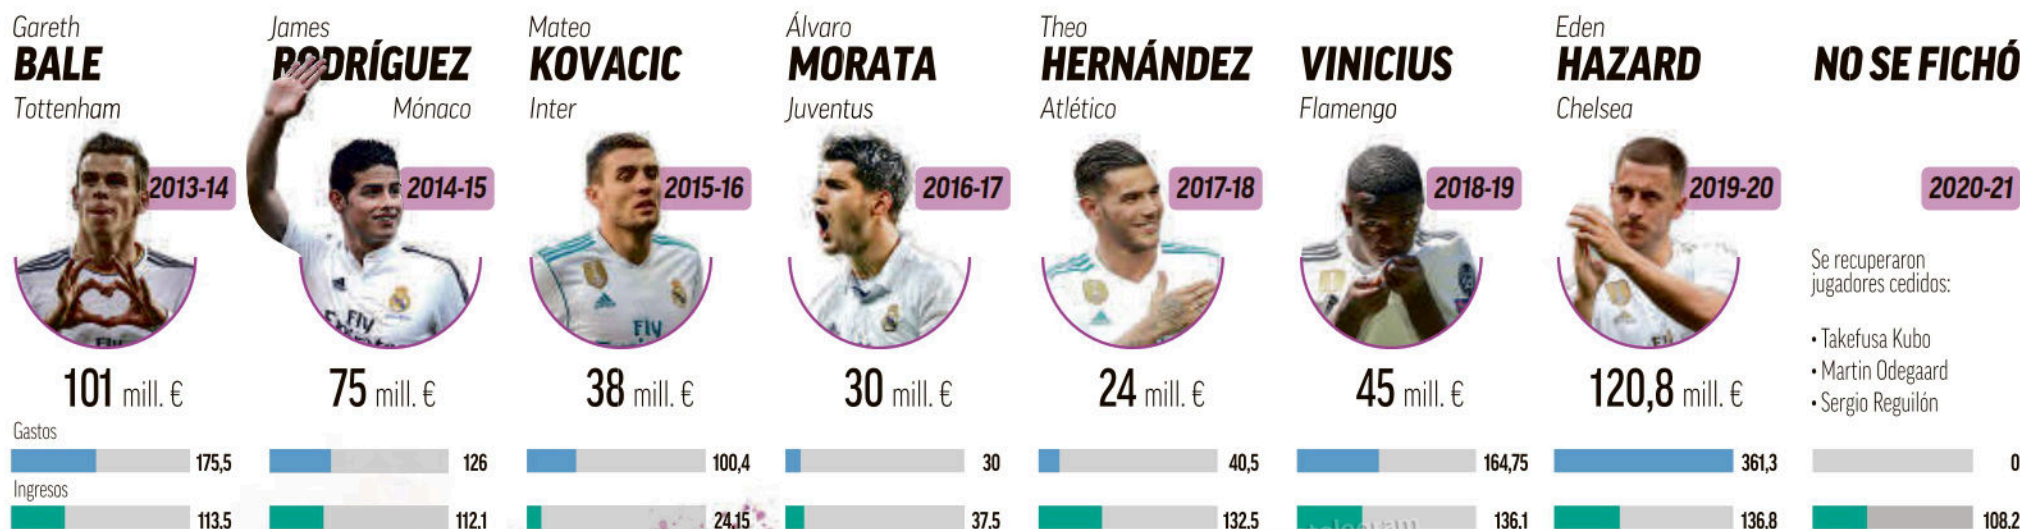 Gareth
BALE
Tottenham
2013-14
101 mill. €
Gastos
175,5
Ingresos
113.5
James
RODRÍGUEZ
Mónaco
2014-15
75 mill. €
126
112.1
Mateo
KOVACIC
Inter
2015-16
38 mill. €
100,4
24.15
Álvaro
MORATA
Juventus
2016-17
30 mill. €
30
37.5
Theo
HERNÁNDEZ
Atlético
2017-18
24 mill. €
40,5
132.5
VINICIUS
Flamengo
2018-19
45 mill. €
164,75
136.1
Eden
HAZARD
Chelsea
2019-20
120,8 mill. €
361,3
136.8
NO SE FICHÓ
2020-21
Se recuperaron
jugadores cedidos:
• Takefusa Kubo
• Martin Odegaard
• Sergio Reguilón
0
108.2